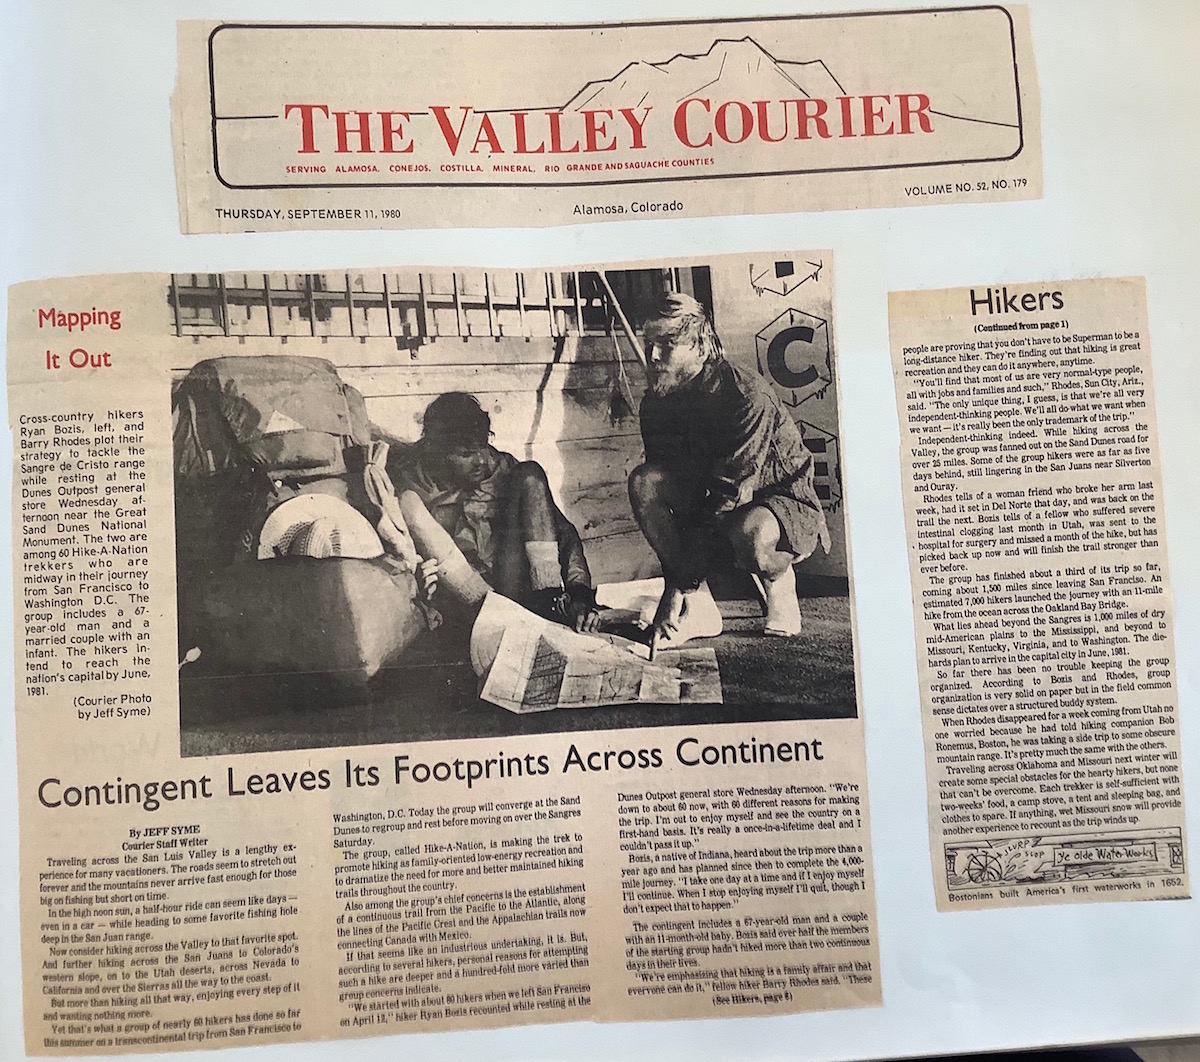 THE VALLEY COURIER
SERVING ALAMOSA, CONEJOS, COSTILLA, MINERAL, RIO GRANDE AND SAGUACHE COUNTIES
THURSDAY, SEPTEMBER 11, 1980
Alamosa, Colorado
VOLUME NO. 52, NO. 179
Mapping
It Out
Cross-country hikers
Ryan Bozis, left, and
Barry Rhodes plot their
strategy to tackle the
Sangre de Cristo range
while resting at the
Dunes Outpost general
store Wednesday af-
ternoon near the Great
Sand Dunes National
Monument. The two are
among 60 Hike-A-Nation
trekkers who are
midway in their journey
from San Francisco to
Washington D.C. The
group includes a 67-
year-old man and a
married couple with an
infant. The hikers in-
tend to reach the
nation's capital by June,
1981.
(Courier Photo
by Jeff Syme)
C
E
Contingent Leaves Its Footprints Across Continent
By JEFF SYME
Courier Staff Writer
Traveling across the San Luis Valley is a lengthy ex-
perience for many vacationers. The roads seem to stretch out
forever and the mountains never arrive fast enough for those
big on fishing but short on time.
In the high noon sun, a half-hour ride can seem like days —
even in a car — while heading to some favorite fishing hole
deep in the San Juan range.
Now consider hiking across the Valley to that favorite spot.
And further hiking across the San Juans to Colorado's
western slope, on to the Utah deserts, across Nevada to
California and over the Sierras all the way to the coast.
But more than hiking all that way, enjoying every step of it
and wanting nothing more.
Yet that's what a group of nearly 60 hikers has done so far
this summer on a transcontinental trip from San Francisco to
Washington, D.C. Today the group will converge at the Sand
Dunes to regroup and rest before moving on over the Sangres
Saturday.
The group, called Hike-A-Nation, is making the trek to
promote hiking as family-oriented low-energy recreation and
to dramatize the need for more and better maintained hiking
trails throughout the country.
Also among the group's chief concerns is the establishment
of a continuous trail from the Pacific to the Atlantic, along
the lines of the Pacific Crest and the Appalachian trails now
connecting Canada with Mexico.
If that seems like an industrious undertaking, it is. But,
according to several hikers, personal reasons for attempting
such a hike are deeper and a hundred-fold more varied than
group concerns indicate.
"We started with about 80 hikers when we left San Francisco
on April 12," hiker Ryan Bozis recounted while resting at the
Dunes Outpost general store Wednesday afternoon. "We're
down to about 60 now, with 60 different reasons for making
the trip. I'm out to enjoy myself and see the country on a
first-hand basis. It's really a once-in-a-lifetime deal and I
couldn't pass it up."
Bozis, a native of Indiana, heard about the trip more than a
year ago and has planned since then to complete the 4,000-
mile journey. "I take one day at a time and if I enjoy myself
I'll continue. When I stop enjoying myself I'll quit, though I
don't expect that to happen."
The contingent includes a 67-year-old man and a couple
with an 11-month-old baby. Bozis said over half the members
of the starting group hadn't hiked more than two continuous
days in their lives.
"We're emphasizing that hiking is a family affair and that
everyone can do it," fellow hiker Barry Rhodes said. "These
(See Hikers, page 8)
Hikers
(Continued from page 1)
people are proving that you don't have to be Superman to be a
long-distance hiker. They're finding out that hiking is great
recreation and they can do it anywhere, anytime.
"You'll find that most of us are very normal-type people,
all with jobs and families and such," Rhodes, Sun City, Ariz.,
said. "The only unique thing, I guess, is that we're all very
independent-thinking people. We'll all do what we want when
we want — it's really been the only trademark of the trip."
Independent-thinking indeed. While hiking across the
Valley, the group was fanned out on the Sand Dunes road for
over 25 miles. Some of the group hikers were as far as five
days behind, still lingering in the San Juans near Silverton
and Ouray.
Rhodes tells of a woman friend who broke her arm last
week, had it set in Del Norte that day, and was back on the
trail the next. Bozis tells of a fellow who suffered severe
intestinal clogging last month in Utah, was sent to the
hospital for surgery and missed a month of the hike, but has
picked back up now and will finish the trail stronger than
ever before.
The group has finished about a third of its trip so far,
coming about 1,500 miles since leaving San Franciso. An
estimated 7,000 hikers launched the journey with an 11-mile
hike from the ocean across the Oakland Bay Bridge.
What lies ahead beyond the Sangres is 1,000 miles of dry
mid-American plains to the Mississippi, and beyond to
Missouri, Kentucky, Virginia, and to Washington. The die-
hards plan to arrive in the capital city in June, 1981.
So far there has been no trouble keeping the group
organized. According to Bozis and Rhodes, group
organization is very solid on paper but in the field common
sense dictates over a structured buddy system.
When Rhodes disappeared for a week coming from Utah no
one worried because he had told hiking companion Bob
Ronemus, Boston, he was taking a side trip to some obscure
mountain range. It's pretty much the same with the others.
Traveling across Oklahoma and Missouri next winter will
create some special obstacles for the hearty hikers, but none
that can't be overcome. Each trekker is self-sufficient with
two-weeks' food, a camp stove, a tent and sleeping bag, and
clothes to spare. If anything, wet Missouri snow will provide
another experience to recount as the trip winds up.
ye olde Water Works
Bostonians built America's first waterworks in 1652.